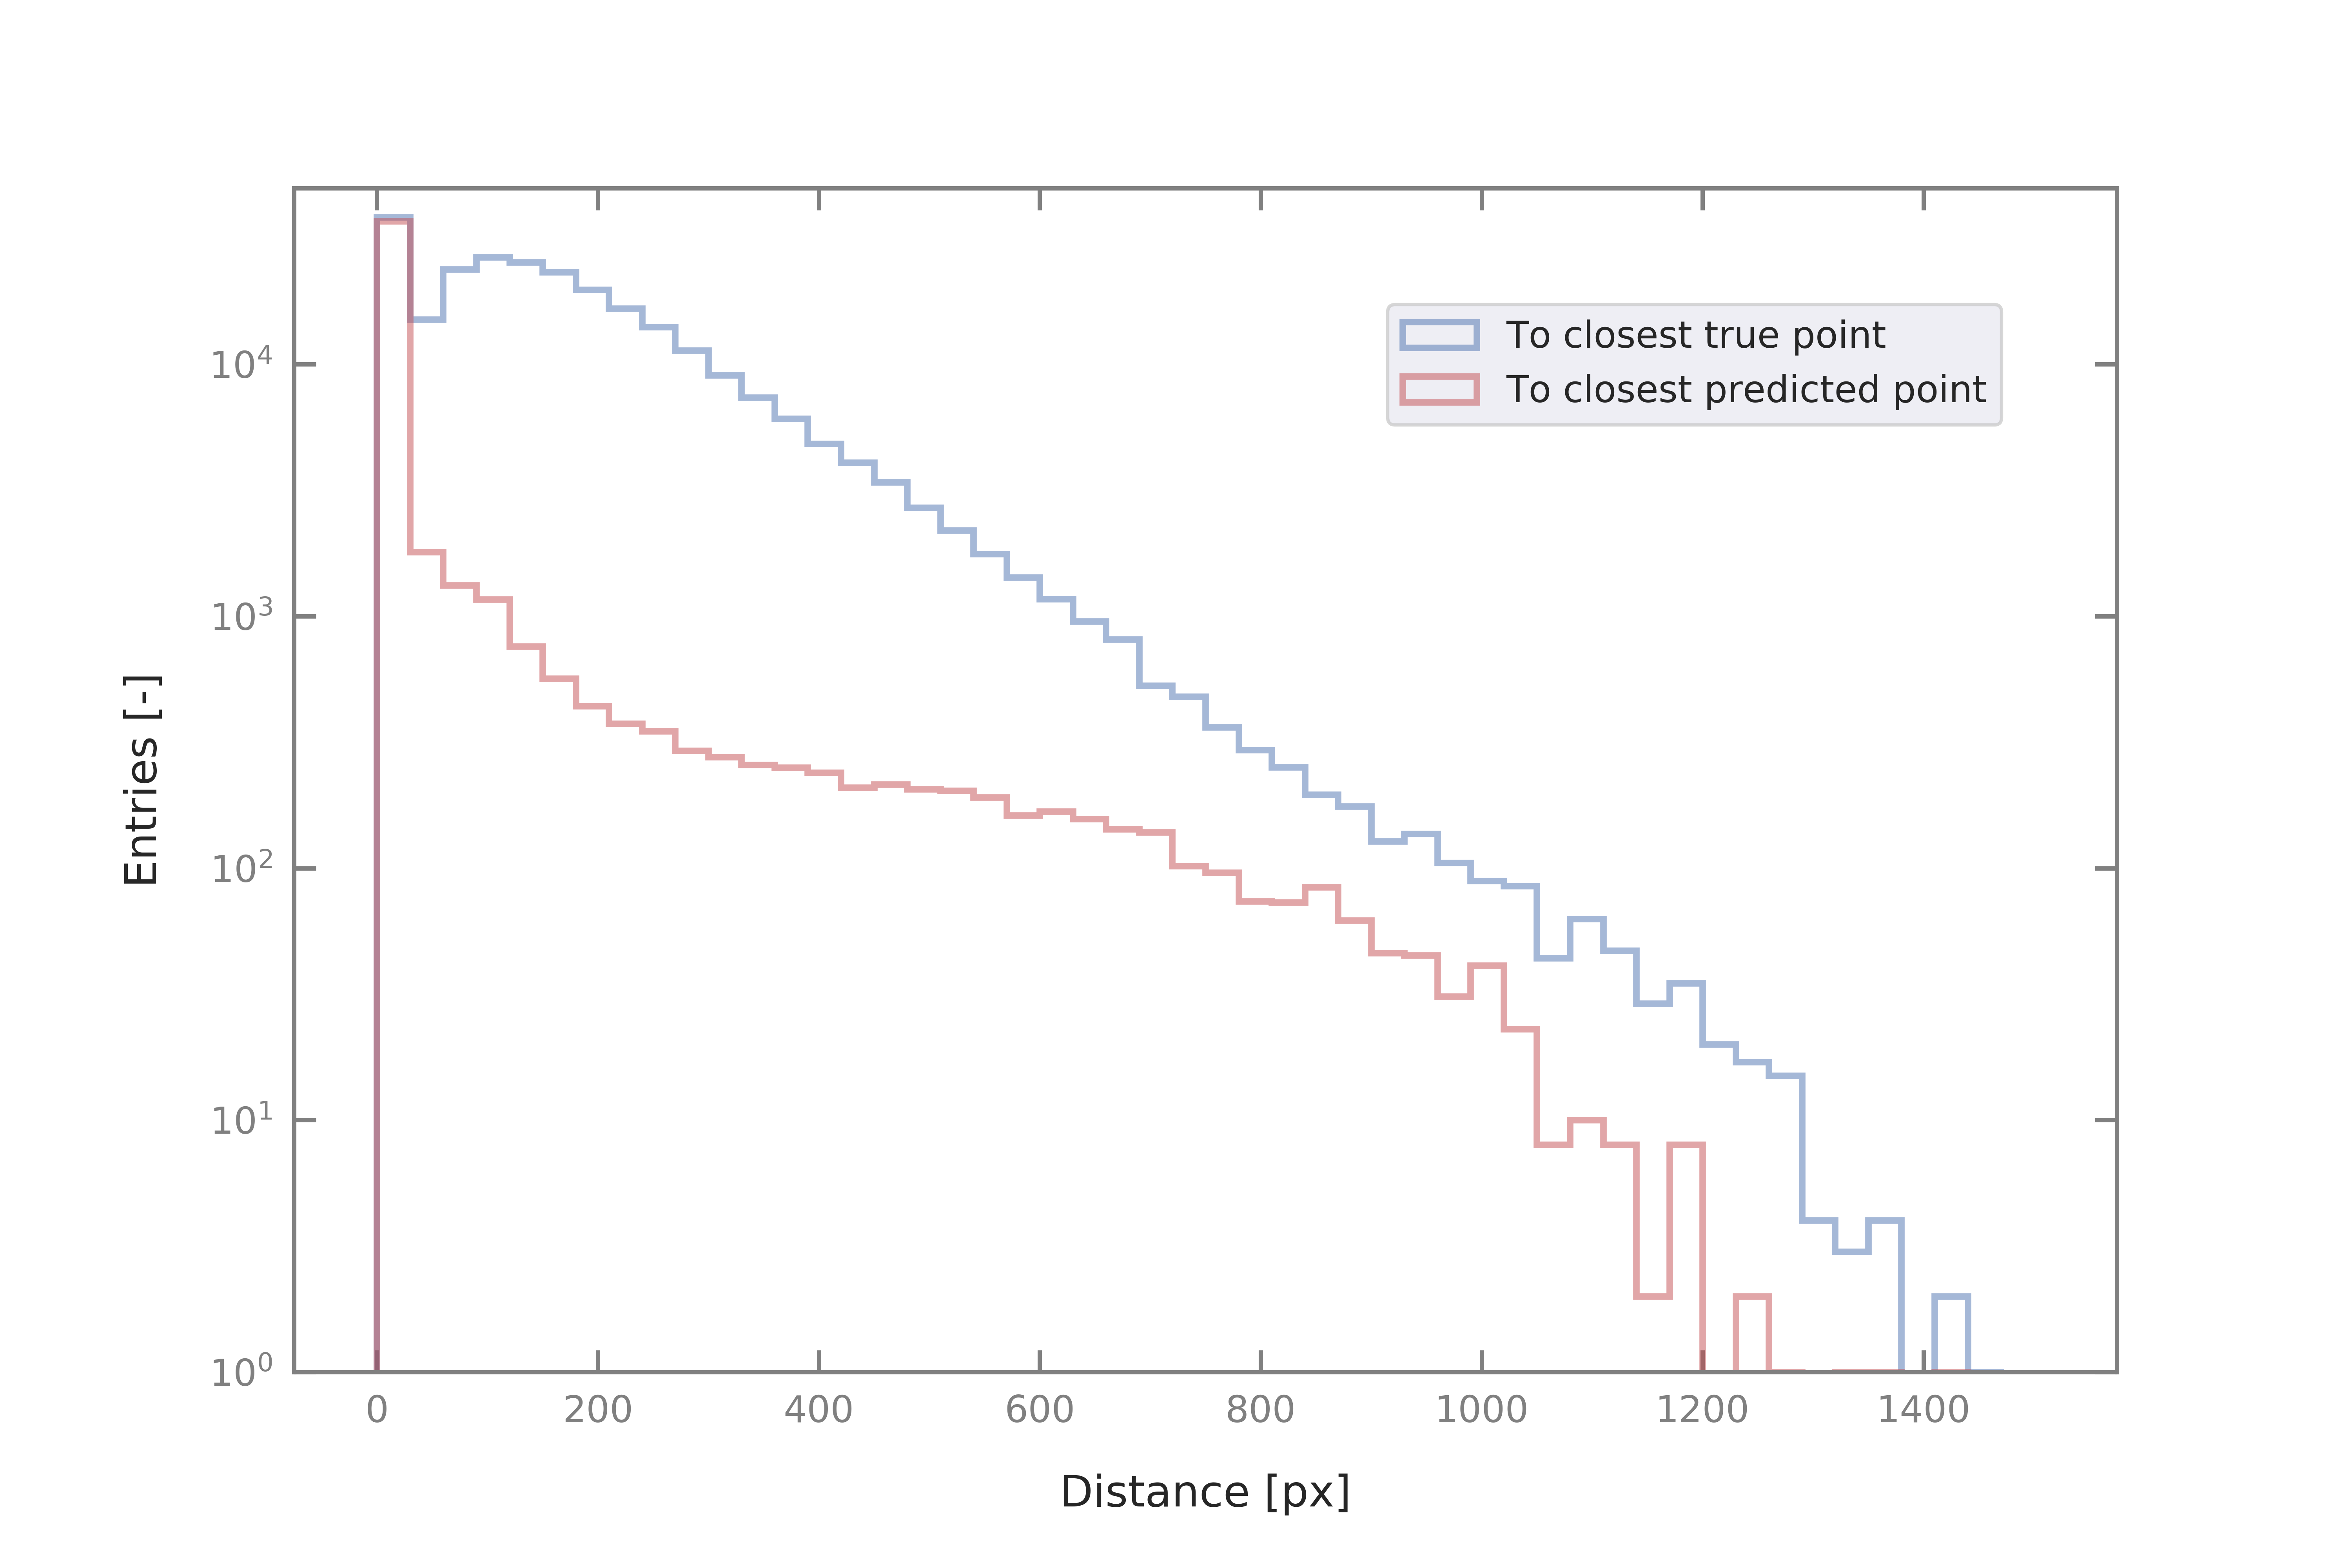 To closest true point
To closest predicted point
Entries [-]
10⁴
10³
10²
10¹
10⁰
0 200 400 600 800 1000 1200 1400
Distance [px]